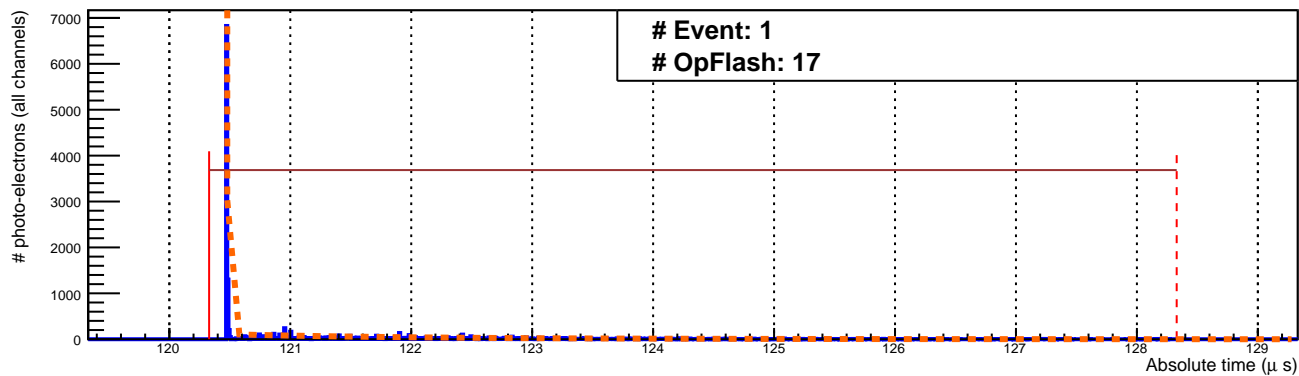 # Event: 1
# OpFlash: 17
# photo-electrons (all channels)
7000
6000
5000
4000
3000
2000
1000
0
120 121 122 123 124 125 126 127 128 129
Absolute time (μ s)